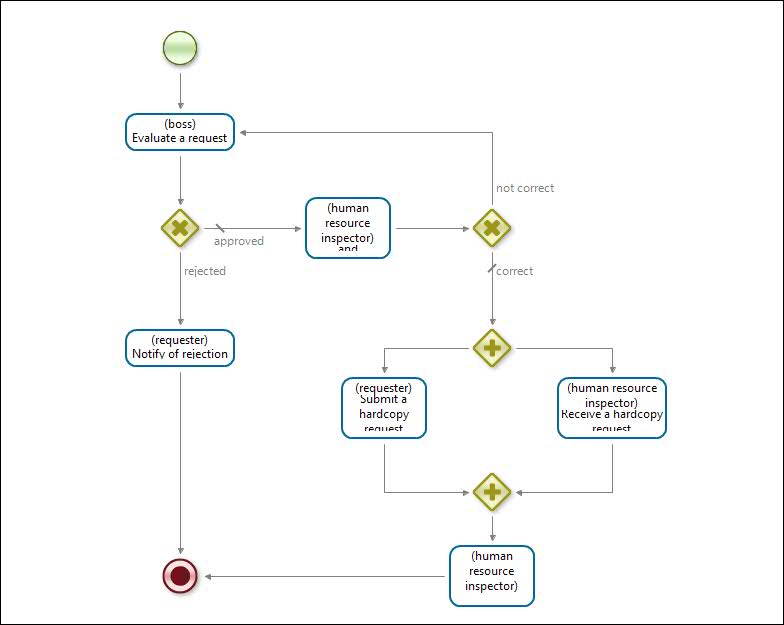 (boss)
Evaluate a request
not correct
(human
resource
inspector)
and
approved
rejected
correct
(requester)
Notify of rejection
(requester)
Submit a
hardcopy
request
(human resource
inspector)
Receive a hardcopy
request
(human
resource
inspector)